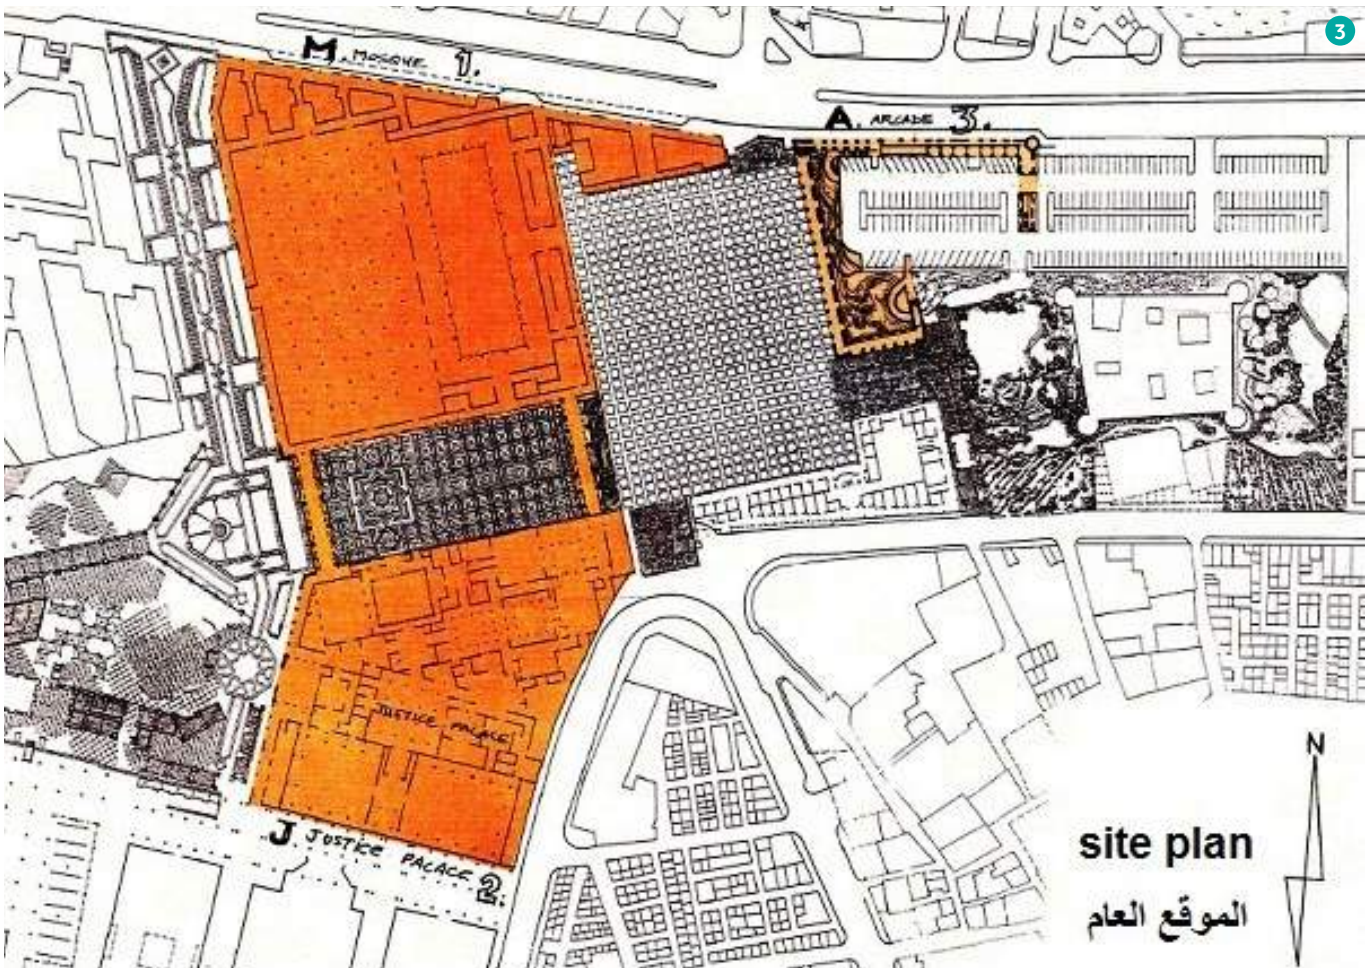 3
M. MOSQUE 1.
A. ARCADE 3.
JUSTICE PALACE
J JUSTICE PALACE 2.
N
site plan
الموقع العام